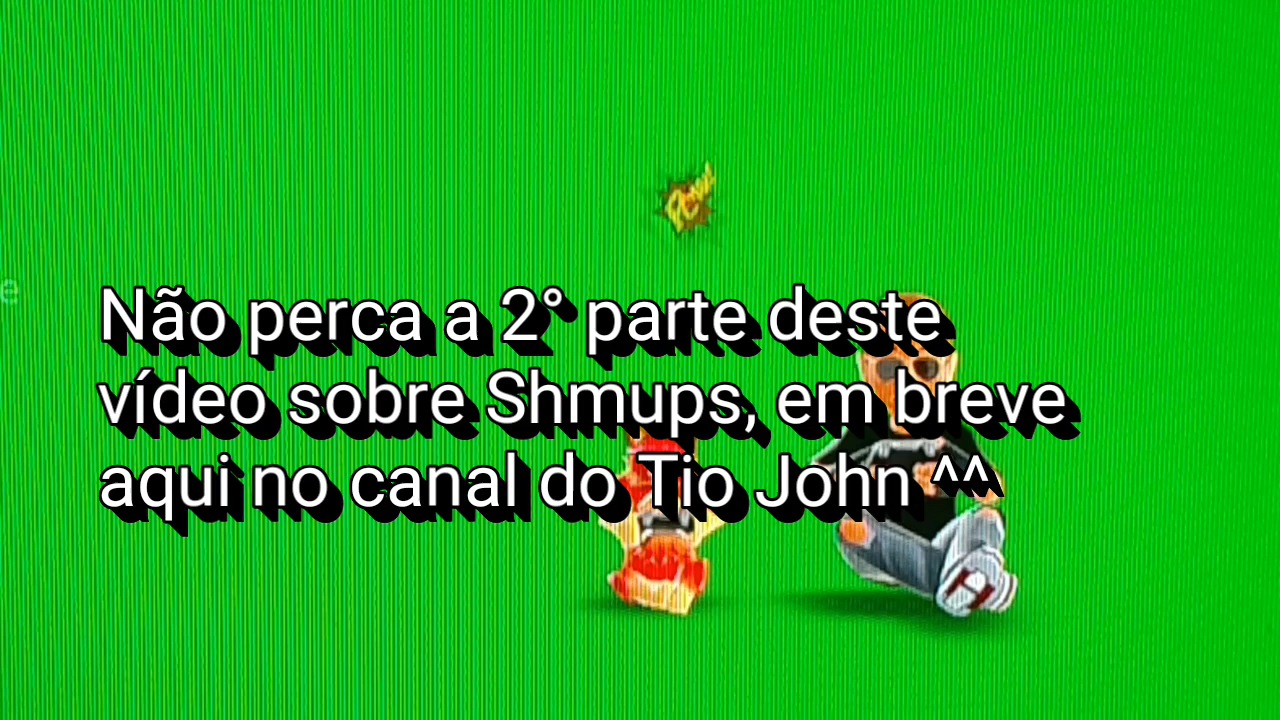 Não perca a 2° parte deste
vídeo sobre Shmups, em breve
aqui no canal do Tio John ^^